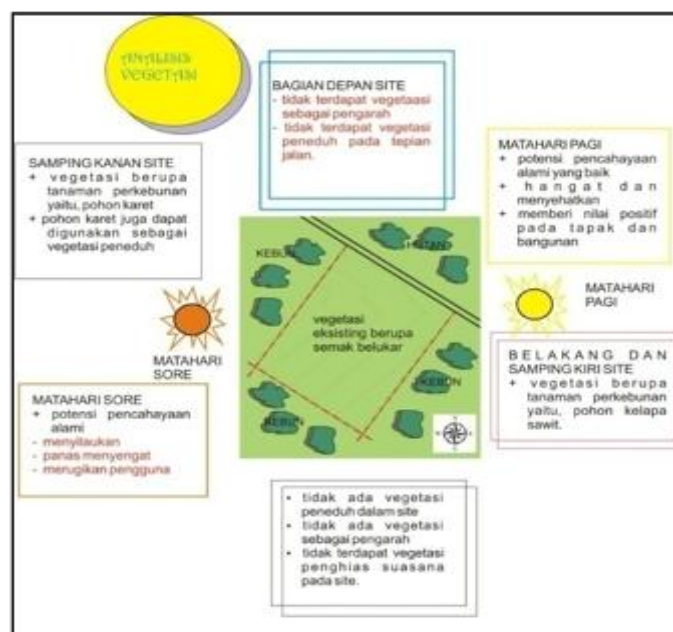 ANALISIS
VEGETASI
BAGIAN DEPAN SITE
- tidak terdapat vegetaasi
sebagai pengarah
- tidak terdapat vegetasi
peneduh pada tepian
jalan.
SAMPING KANAN SITE
+ vegetasi berupa
tanaman perkebunan
yaitu, pohon karet
+ pohon karet juga dapat
digunakan sebagai
vegetasi peneduh
MATAHARI PAGI
+ potensi pencahayaan
alami yang baik
+ hangat dan
menyehatkan
+ memberi nilai positif
pada tapak dan
bangunan
KEBUN
HUTAN
vegetasi
eksisting berupa
semak belukar
KEBUN
KEBUN
MATAHARI
SORE
MATAHARI
PAGI
MATAHARI SORE
+ potensi pencahayaan
alami
- menyilaukan
- panas menyengat
- merugikan pengguna
BELAKANG DAN
SAMPING KIRI SITE
+ vegetasi berupa
tanaman perkebunan
yaitu, pohon kelapa
sawit.
• tidak ada vegetasi
peneduh dalam site
• tidak ada vegetasi
sebagai pengarah
• tidak terdapat vegetasi
penghias suasana
pada site.